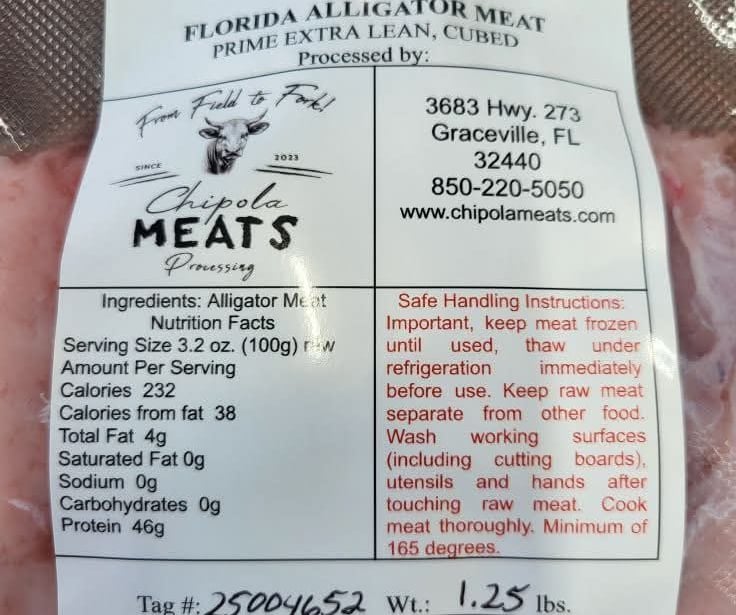 FLORIDA ALLIGATOR MEAT
PRIME EXTRA LEAN, CUBED
Processed by:
From Field to Fork!
SINCE 2023
Chipola
MEATS
Processing
3683 Hwy. 273
Graceville, FL
32440
850-220-5050
www.chipolameats.com
Ingredients: Alligator Meat
Nutrition Facts
Serving Size 3.2 oz. (100g) raw
Amount Per Serving
Calories 232
Calories from fat 38
Total Fat 4g
Saturated Fat 0g
Sodium 0g
Carbohydrates 0g
Protein 46g
Safe Handling Instructions:
Important, keep meat frozen
until used, thaw under
refrigeration immediately
before use. Keep raw meat
separate from other food.
Wash working surfaces
(including cutting boards),
utensils and hands after
touching raw meat. Cook
meat thoroughly. Minimum of
165 degrees.
Tag #: 25004652 Wt.: 1.25 lbs.